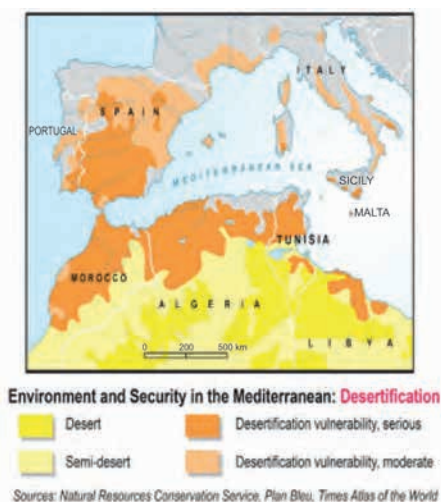 ITALY
SPAIN
PORTUGAL
MEDITERRANEAN SEA
SICILY
MALTA
TUNISIA
MOROCCO
ALGERIA
LIBYA
0 200 500 km
Environment and Security in the Mediterranean: Desertification
Desert
Desertification vulnerability, serious
Semi-desert
Desertification vulnerability, moderate
Sources: Natural Resources Conservation Service, Plan Bleu, Times Atlas of the World